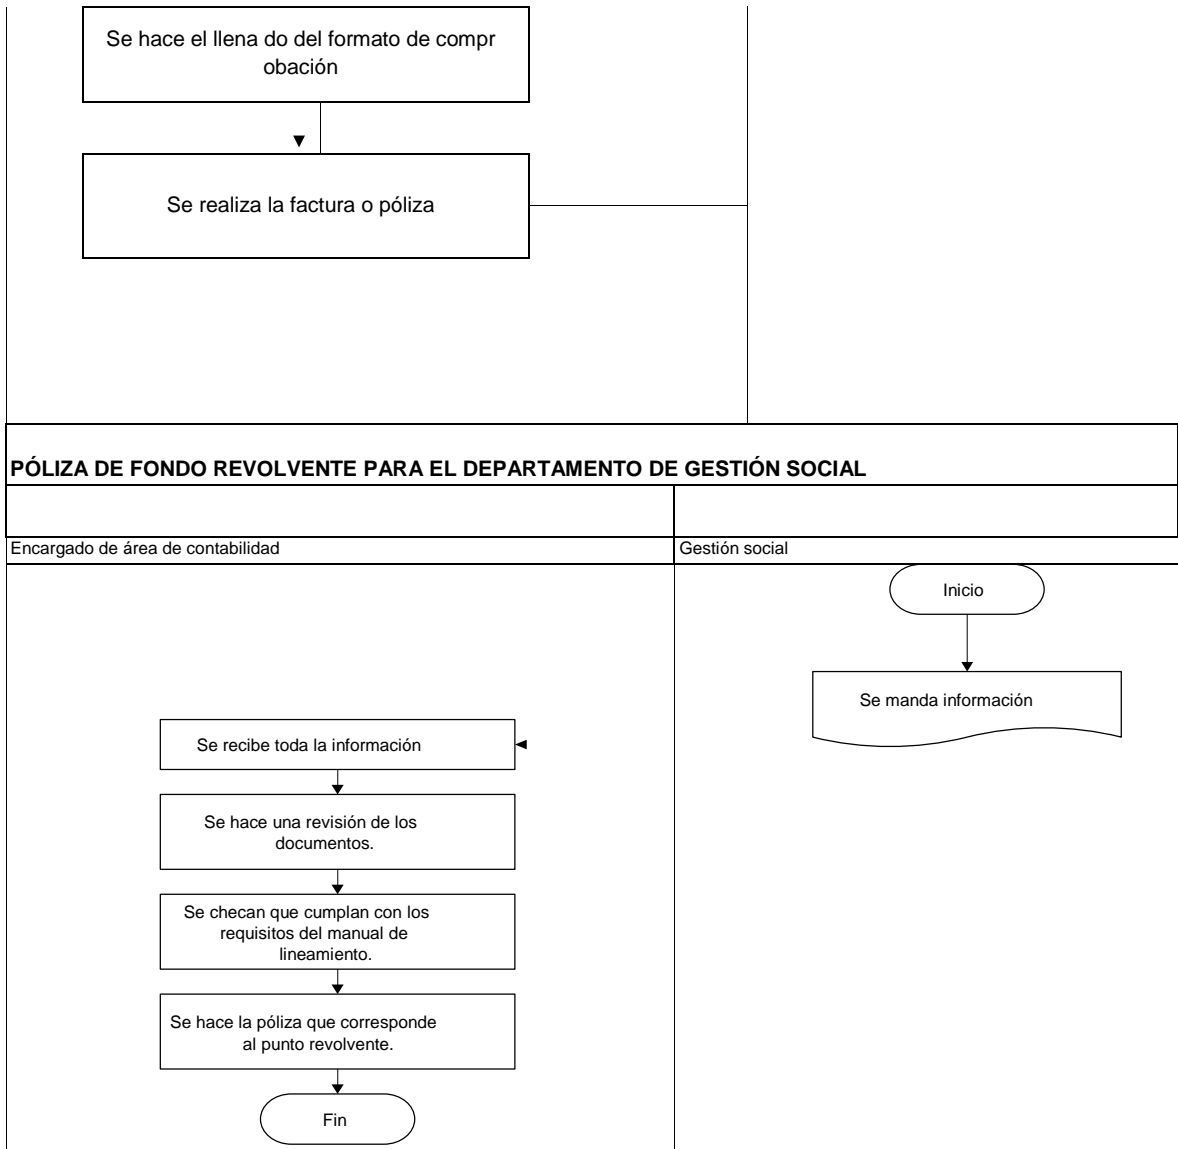 Se hace el llena do del formato de compr
obación
Se realiza la factura o póliza
PÓLIZA DE FONDO REVOLVENTE PARA EL DEPARTAMENTO DE GESTIÓN SOCIAL
Encargado de área de contabilidad
Gestión social
Inicio
Se manda información
Se recibe toda la información
Se hace una revisión de los
documentos.
Se checan que cumplan con los
requisitos del manual de
lineamiento.
Se hace la póliza que corresponde
al punto revolvente.
Fin